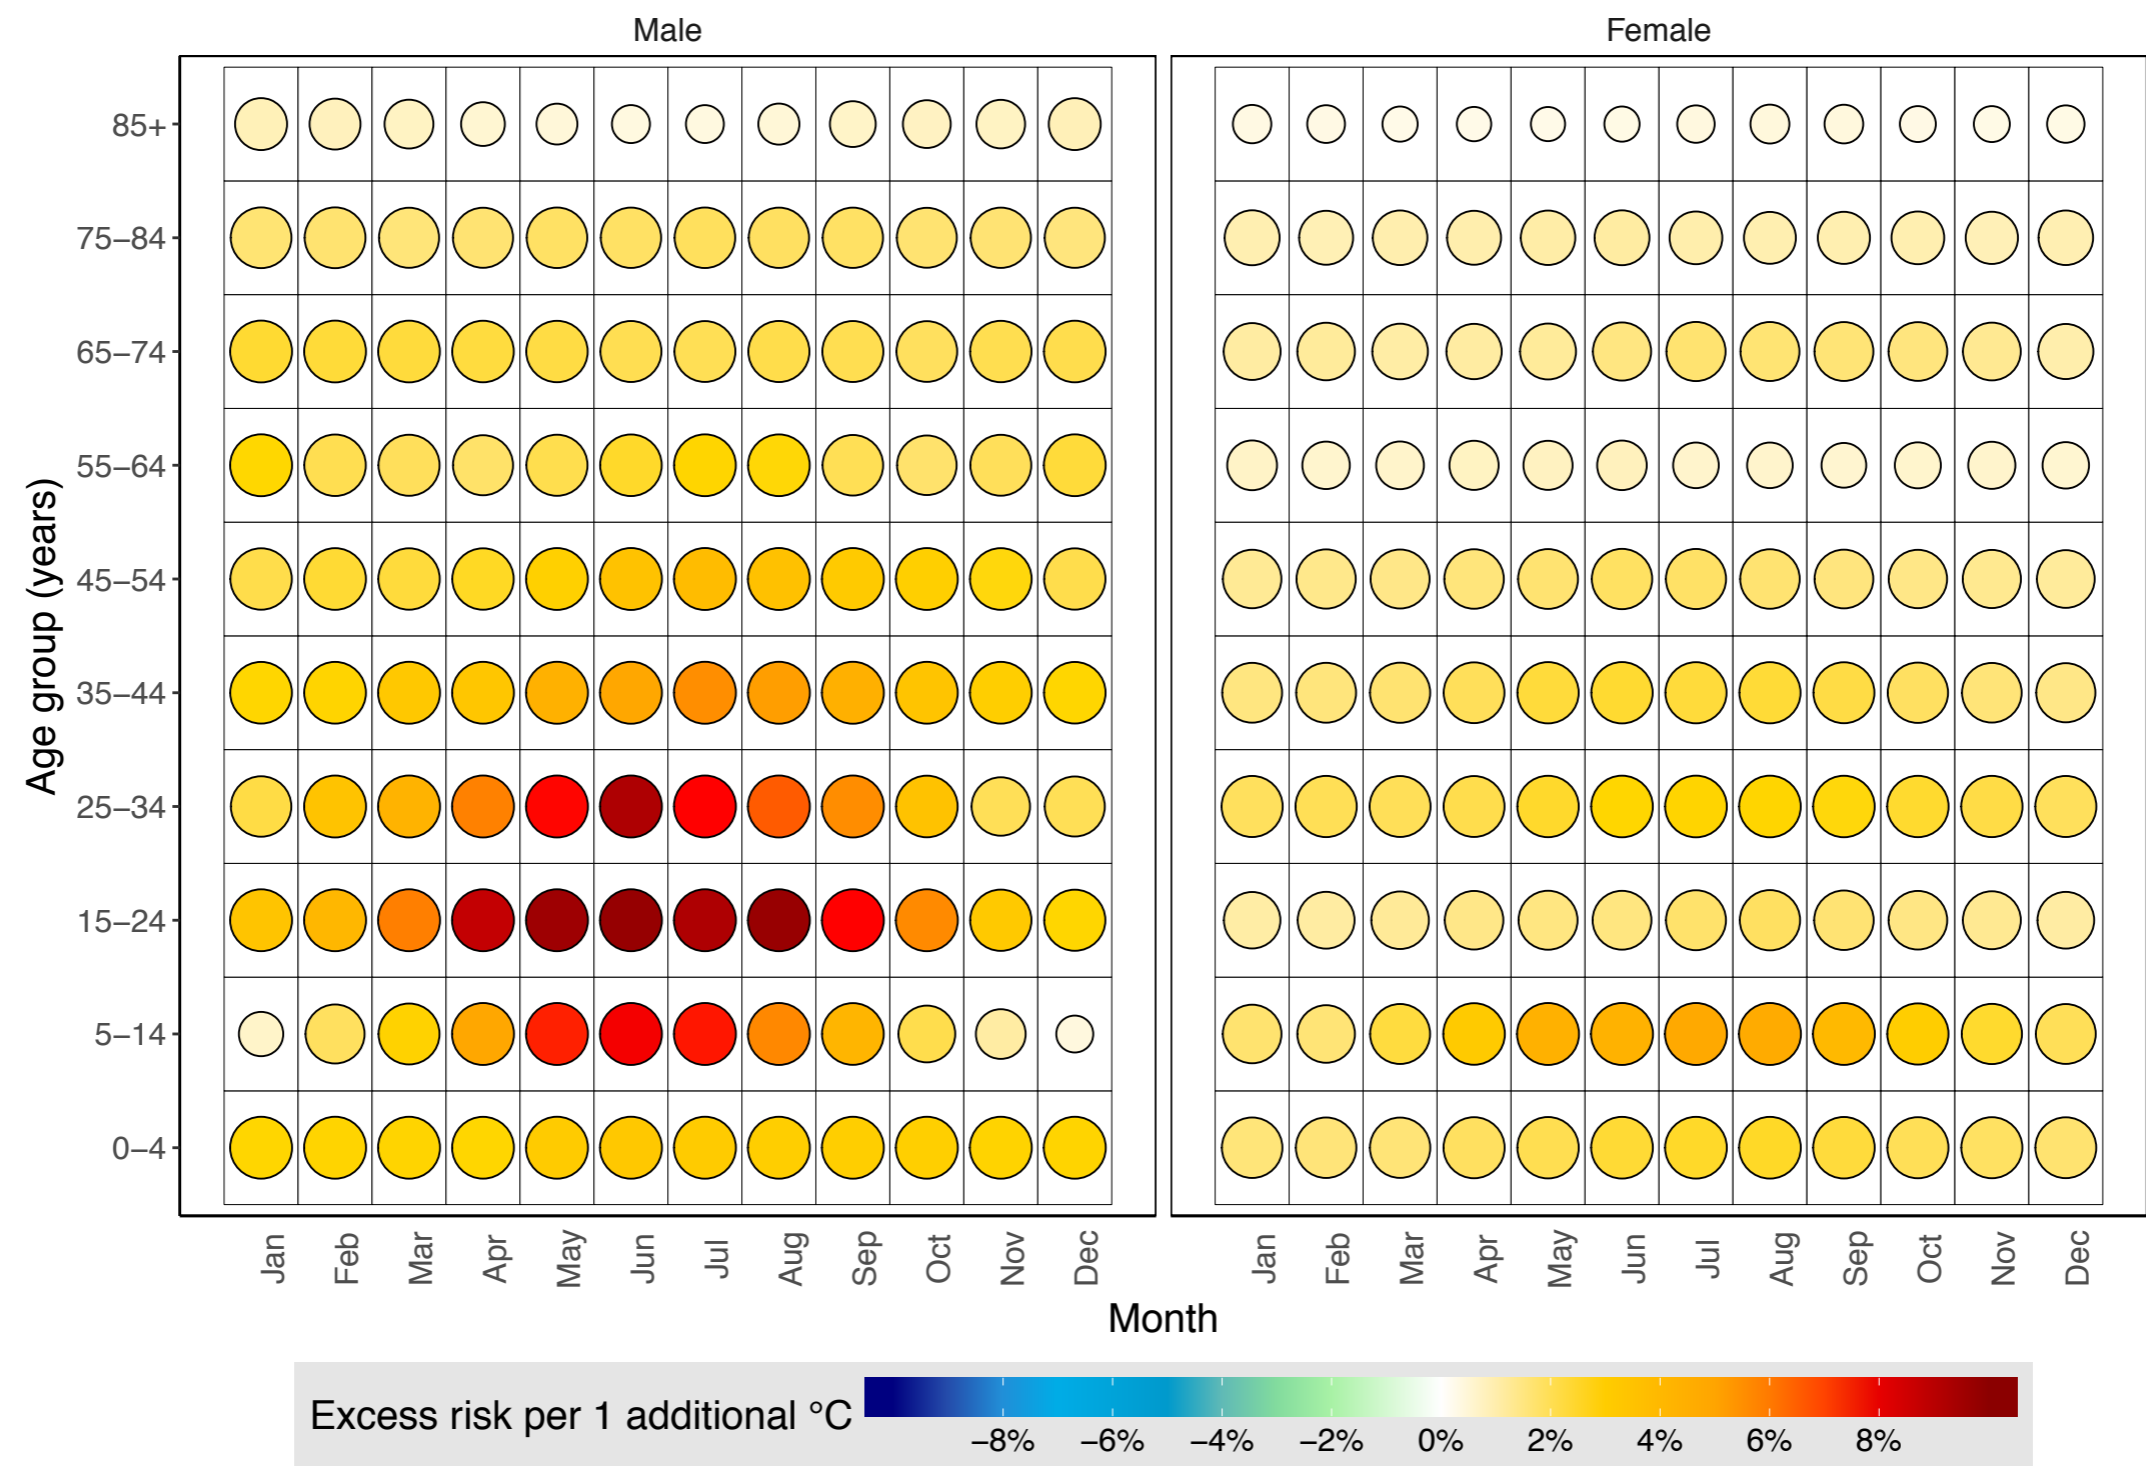 Male Female
85+
75−84
65−74
55−64
45−54
35−44
25−34
15−24
5−14
0−4
Age group (years)
Jan Feb Mar Apr May Jun Jul Aug Sep Oct Nov Dec Jan Feb Mar Apr May Jun Jul Aug Sep Oct Nov Dec
Month
Excess risk per 1 additional °C
−8% −6% −4% −2% 0% 2% 4% 6% 8%